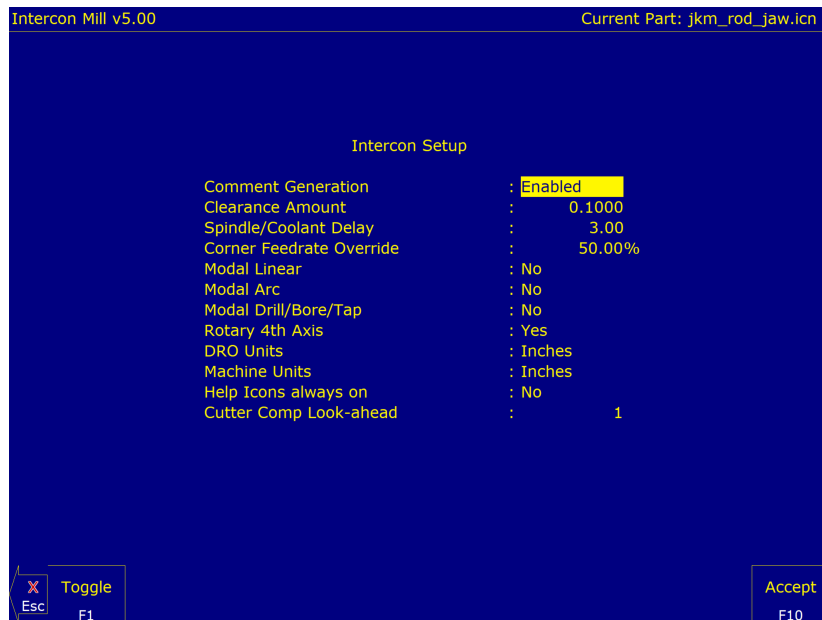 Intercon Mill v5.00 Current Part: jkm_rod_jaw.icn
Intercon Setup
Comment Generation : Enabled
Clearance Amount : 0.1000
Spindle/Coolant Delay : 3.00
Corner Feedrate Override : 50.00%
Modal Linear : No
Modal Arc : No
Modal Drill/Bore/Tap : No
Rotary 4th Axis : Yes
DRO Units : Inches
Machine Units : Inches
Help Icons always on : No
Cutter Comp Look-ahead : 1
X Toggle Accept
Esc F1 F10